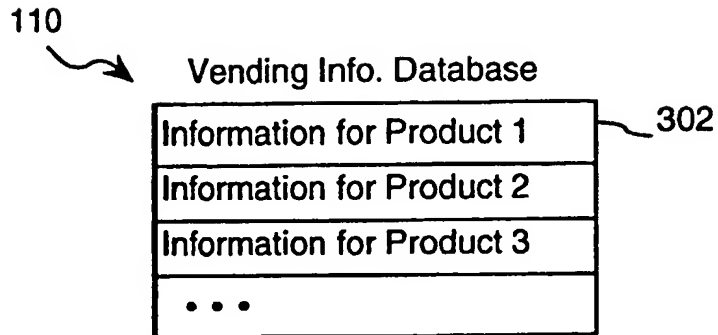 110
Vending Info. Database
Information for Product 1
302
Information for Product 2
Information for Product 3
• • •